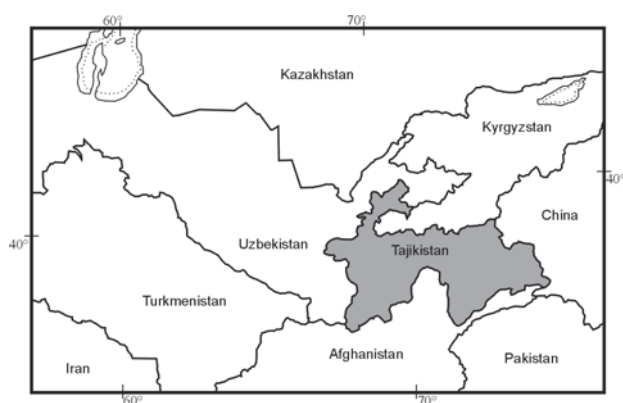 60°
70°
Kazakhstan
Kyrgyzstan
40°
China
40°
Uzbekistan
Tajikistan
Turkmenistan
Afghanistan
Pakistan
Iran
60°
70°